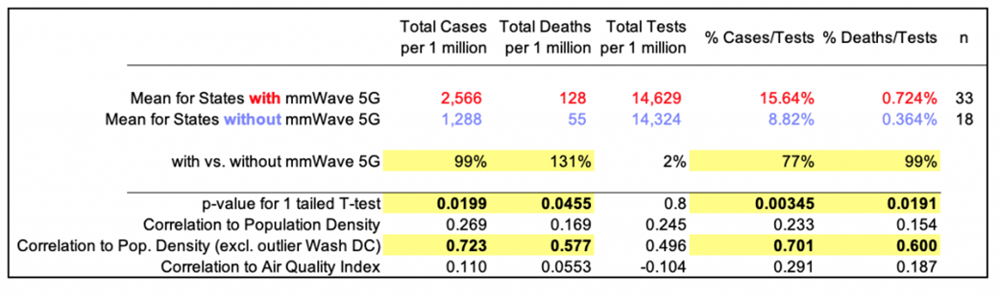 Total Cases per 1 million Total Deaths per 1 million Total Tests per 1 million % Cases/Tests % Deaths/Tests n
Mean for States with mmWave 5G 2,566 128 14,629 15.64% 0.724% 33
Mean for States without mmWave 5G 1,288 55 14,324 8.82% 0.364% 18
with vs. without mmWave 5G 99% 131% 2% 77% 99%
p-value for 1 tailed T-test 0.0199 0.0455 0.8 0.00345 0.0191
Correlation to Population Density 0.269 0.169 0.245 0.233 0.154
Correlation to Pop. Density (excl. outlier Wash DC) 0.723 0.577 0.496 0.701 0.600
Correlation to Air Quality Index 0.110 0.0553 -0.104 0.291 0.187